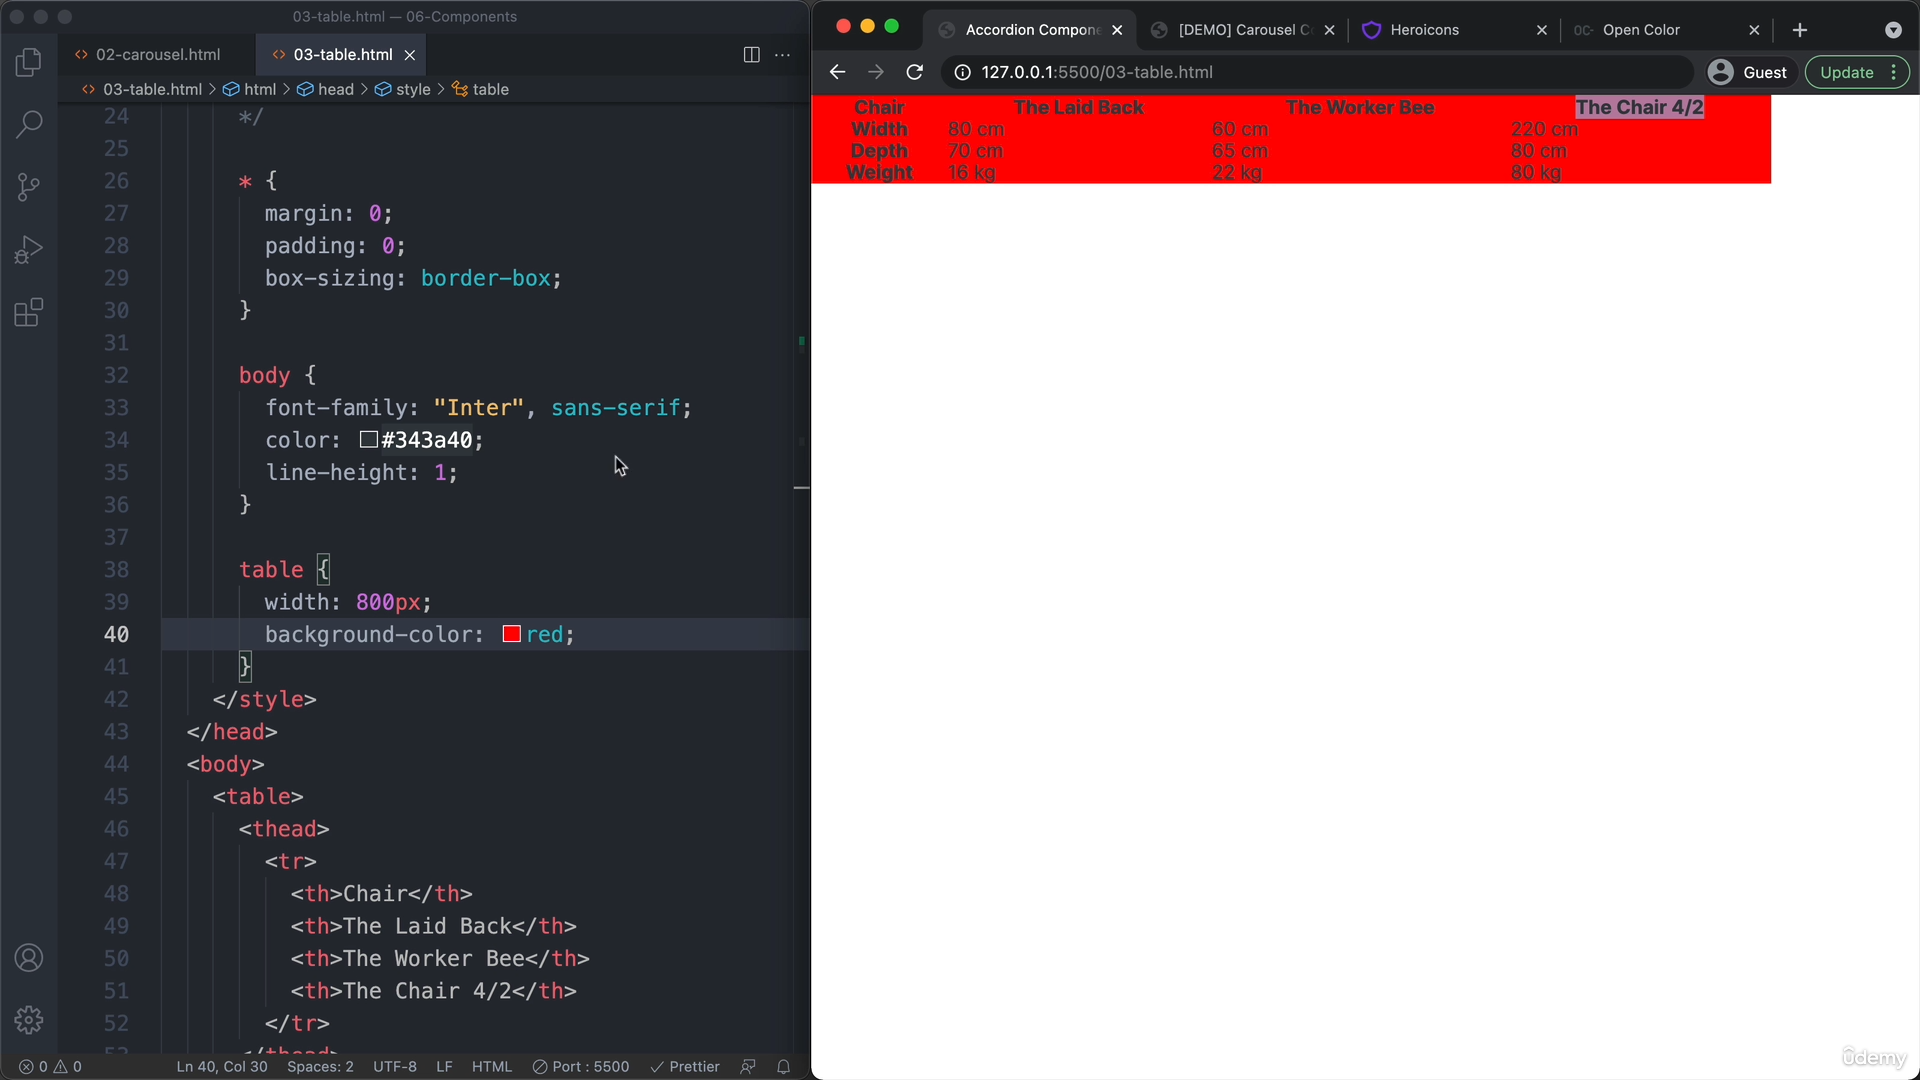 03-table.html — 06-Components
02-carousel.html
03-table.html
03-table.html > html > head > style > table
24 */
25
26 * {
27 margin: 0;
28 padding: 0;
29 box-sizing: border-box;
30 }
31
32 body {
33 font-family: "Inter", sans-serif;
34 color: #343a40;
35 line-height: 1;
36 }
37
38 table {
39 width: 800px;
40 background-color: red;
41 }
42 </style>
43 </head>
44 <body>
45 <table>
46 <thead>
47 <tr>
48 <th>Chair</th>
49 <th>The Laid Back</th>
50 <th>The Worker Bee</th>
51 <th>The Chair 4/2</th>
52 </tr>
0 0 Ln 40, Col 30 Spaces: 2 UTF-8 LF HTML Port : 5500 Prettier
Accordion Compone [DEMO] Carousel C Heroicons Open Color
127.0.0.1:5500/03-table.html Guest Update
Chair The Laid Back The Worker Bee The Chair 4/2
Width 80 cm 60 cm 220 cm
Depth 70 cm 65 cm 80 cm
Weight 16 kg 22 kg 80 kg
ûdemy